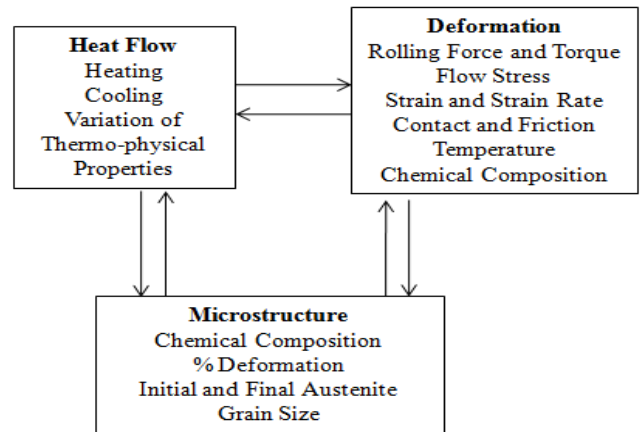 Heat Flow
Heating
Cooling
Variation of
Thermo-physical
Properties
Deformation
Rolling Force and Torque
Flow Stress
Strain and Strain Rate
Contact and Friction
Temperature
Chemical Composition
Microstructure
Chemical Composition
% Deformation
Initial and Final Austenite
Grain Size